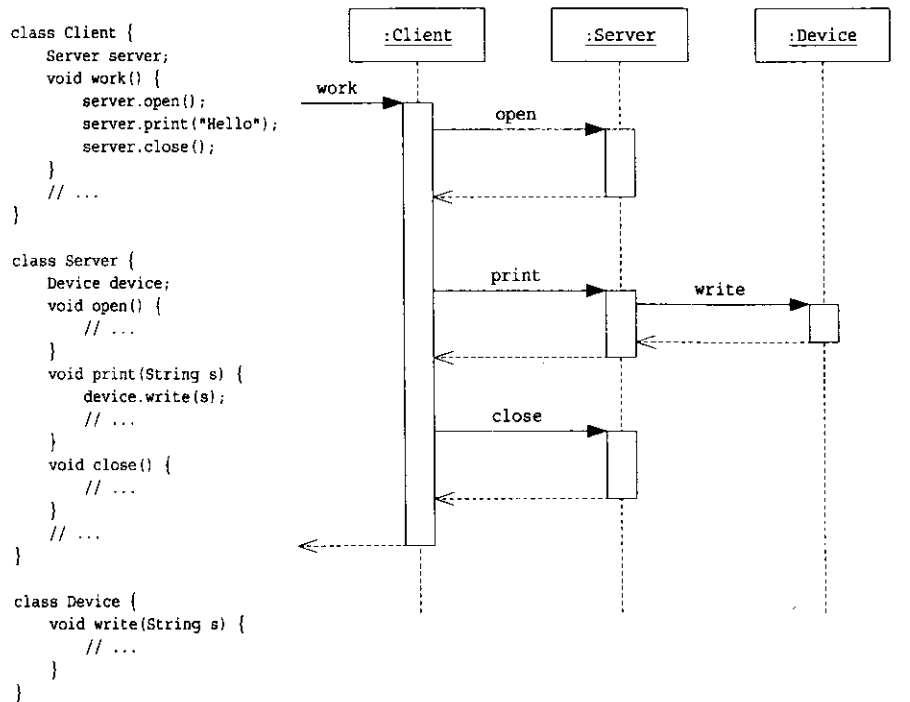 class Client {
Server server;
void work() {
server.open();
server.print("Hello");
server.close();
}
// ...
}
class Server {
Device device;
void open() {
// ...
}
void print(String s) {
device.write(s);
// ...
}
void close() {
// ...
}
// ...
}
class Device {
void write(String s) {
// ...
}
}
:Client
:Server
:Device
work
open
print
write
close